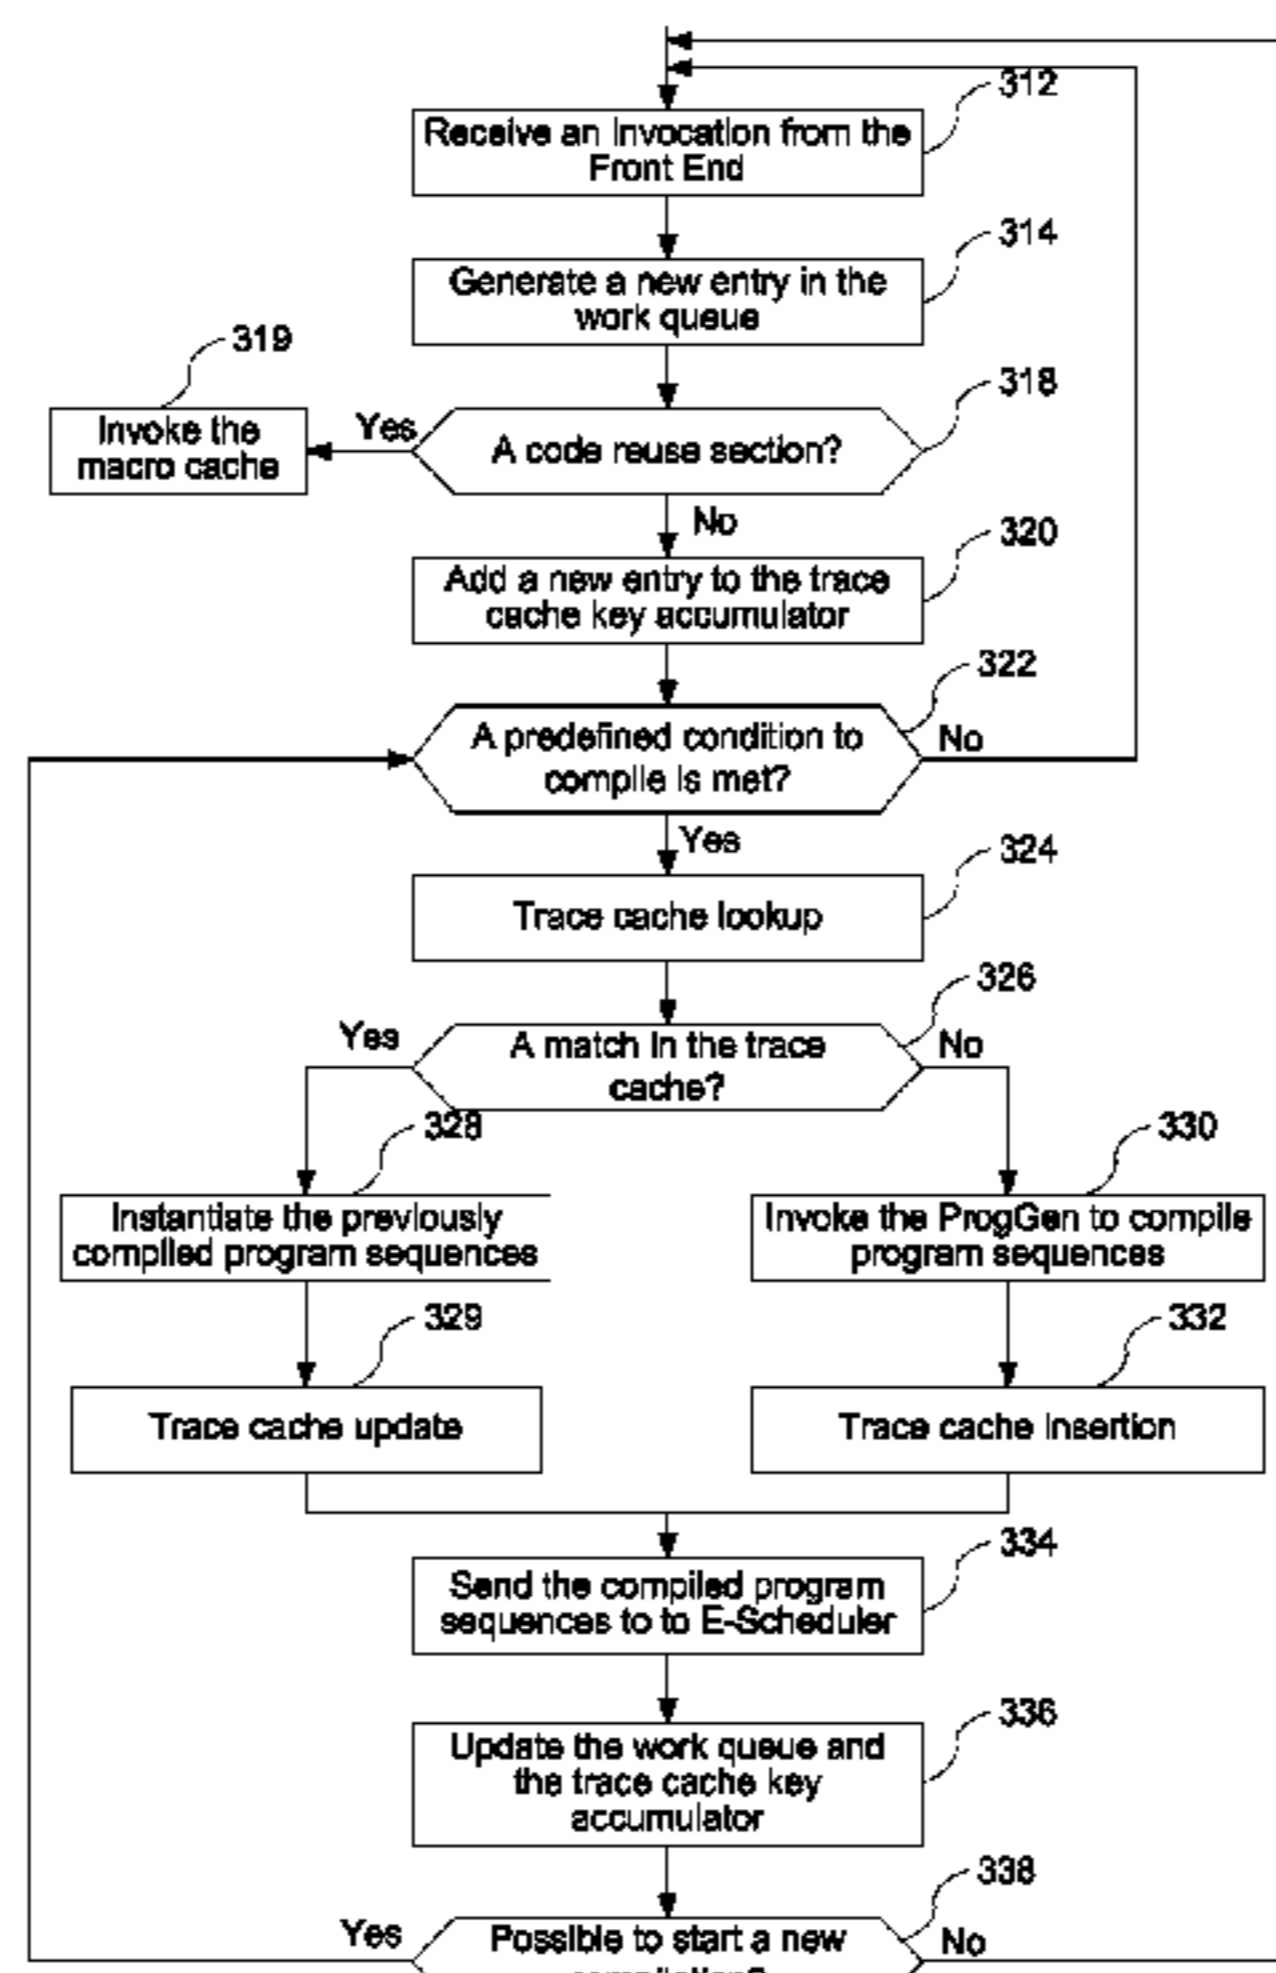 312
Receive an invocation from the
Front End
314
Generate a new entry in the
work queue
319
318
Invoke the
macro cache
Yes
A code reuse section?
No
320
Add a new entry to the trace
cache key accumulator
322
A predefined condition to
compile is met?
No
Yes
324
Trace cache lookup
326
Yes
A match in the trace
cache?
No
328
330
Instantiate the previously
compiled program sequences
Invoke the ProgGen to compile
program sequences
329
332
Trace cache update
Trace cache insertion
334
Send the compiled program
sequences to to E-Scheduler
336
Update the work queue and
the trace cache key
accumulator
338
Yes
Possible to start a new
No